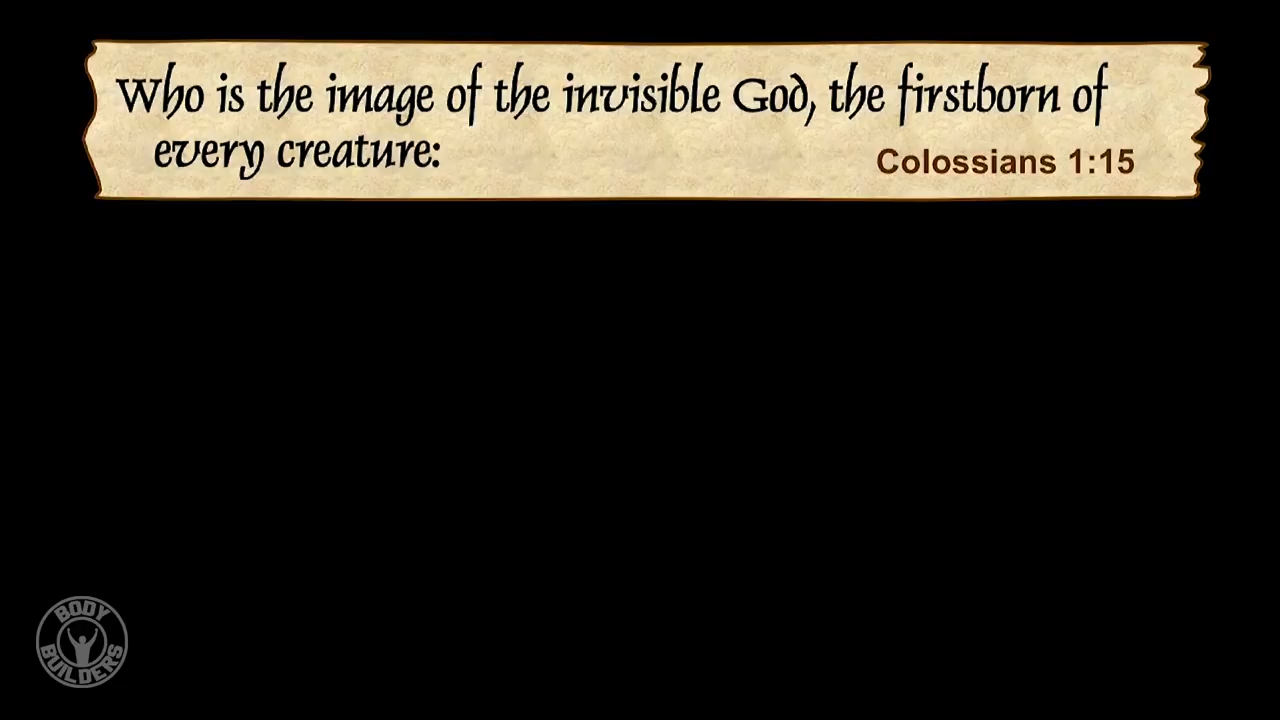 Who is the image of the invisible God, the firstborn of
every creature:
Colossians 1:15
BODY
BUILDERS